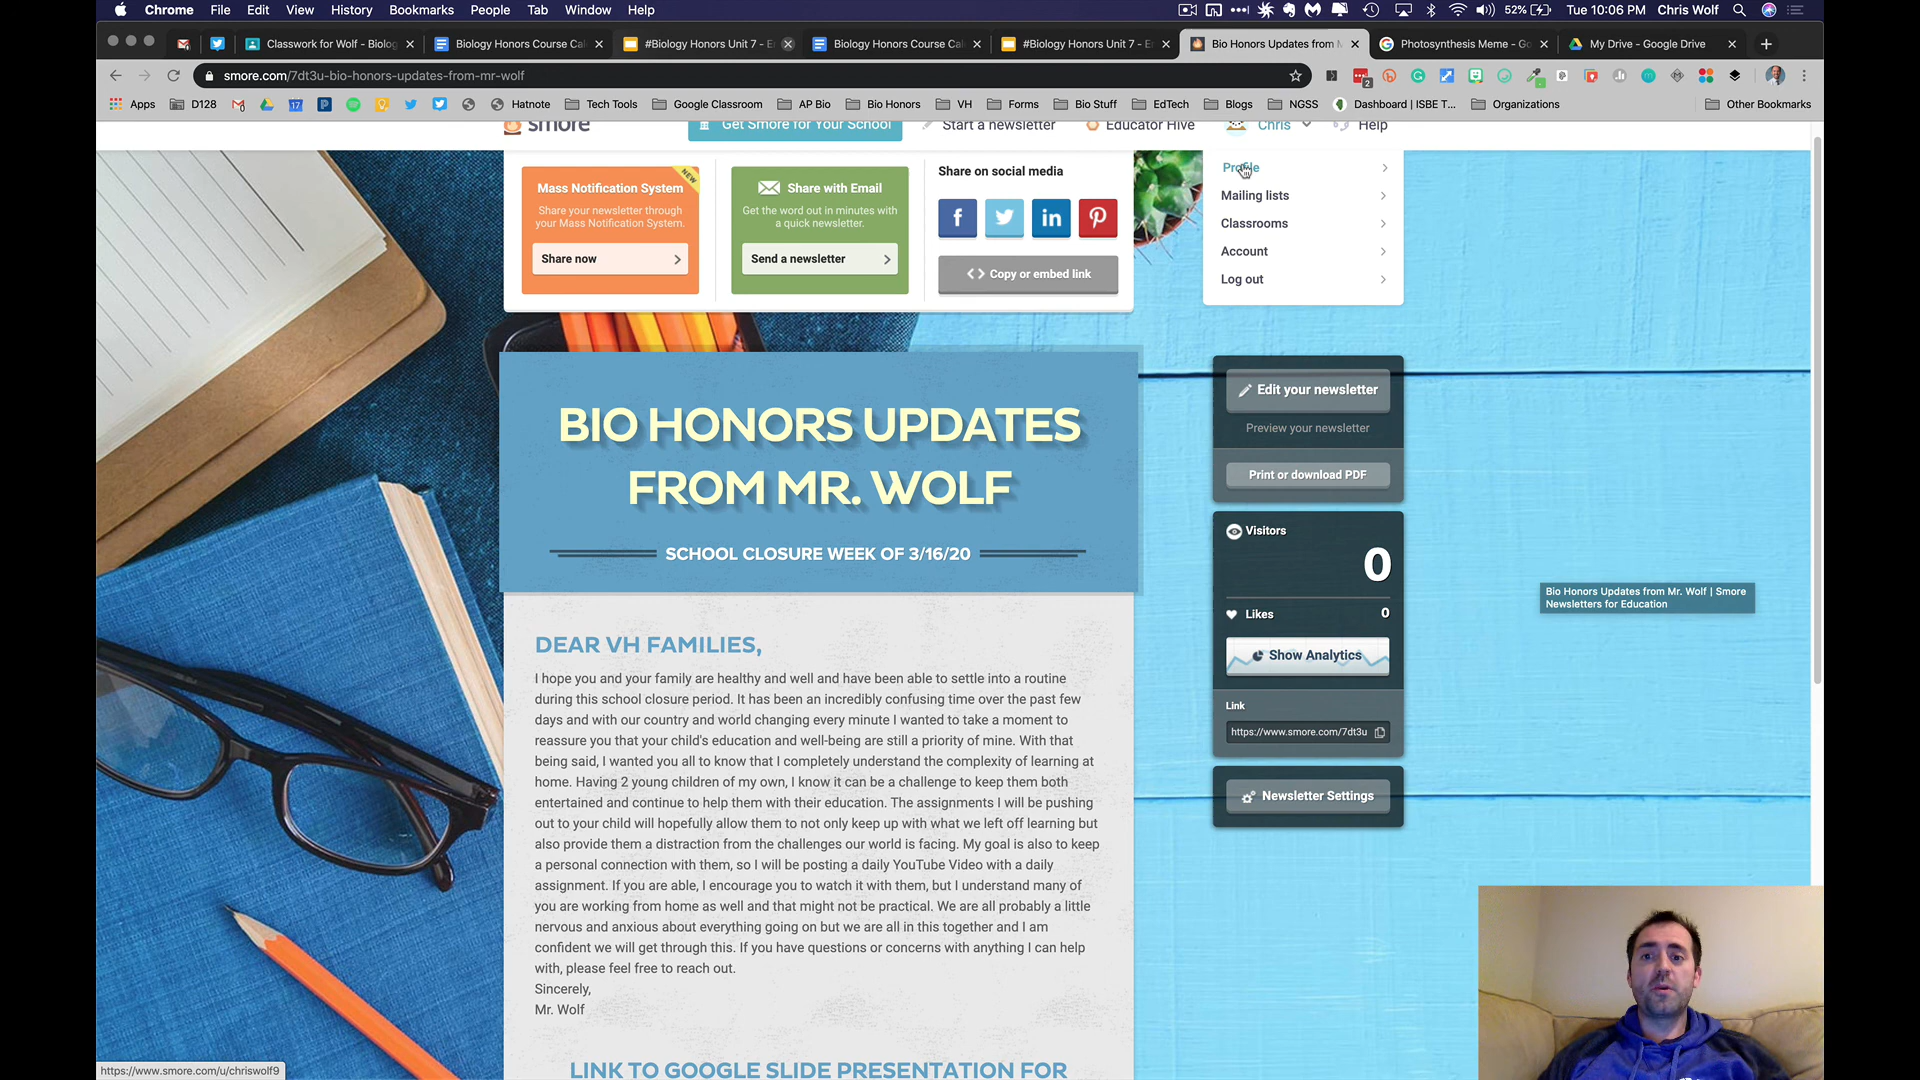 Chrome File Edit View History Bookmarks People Tab Window Help
52% Tue 10:06 PM Chris Wolf
Classwork for Wolf - Biolog
Biology Honors Course Cal
#Biology Honors Unit 7 - E
Biology Honors Course Cal
#Biology Honors Unit 7 - E
Bio Honors Updates from M
Photosynthesis Meme - Go
My Drive - Google Drive
smore.com/7dt3u-bio-honors-updates-from-mr-wolf
Apps D128 Hatnote Tech Tools Google Classroom AP Bio Bio Honors VH Forms Bio Stuff EdTech Blogs NGSS Dashboard | ISBE T... Organizations Other Bookmarks
smore Get Smore for Your School Start a newsletter Educator Hive Chris Help
Mass Notification System
NEW
Share your newsletter through
your Mass Notification System.
Share now
Share with Email
Get the word out in minutes with
a quick newsletter.
Send a newsletter
Share on social media
Copy or embed link
Profile
Mailing lists
Classrooms
Account
Log out
BIO HONORS UPDATES
FROM MR. WOLF
SCHOOL CLOSURE WEEK OF 3/16/20
Edit your newsletter
Preview your newsletter
Print or download PDF
Visitors
0
Likes 0
Show Analytics
Link
https://www.smore.com/7dt3u
Newsletter Settings
Bio Honors Updates from Mr. Wolf | Smore
Newsletters for Education
DEAR VH FAMILIES,
I hope you and your family are healthy and well and have been able to settle into a routine
during this school closure period. It has been an incredibly confusing time over the past few
days and with our country and world changing every minute I wanted to take a moment to
reassure you that your child's education and well-being are still a priority of mine. With that
being said, I wanted you all to know that I completely understand the complexity of learning at
home. Having 2 young children of my own, I know it can be a challenge to keep them both
entertained and continue to help them with their education. The assignments I will be pushing
out to your child will hopefully allow them to not only keep up with what we left off learning but
also provide them a distraction from the challenges our world is facing. My goal is also to keep
a personal connection with them, so I will be posting a daily YouTube Video with a daily
assignment. If you are able, I encourage you to watch it with them, but I understand many of
you are working from home as well and that might not be practical. We are all probably a little
nervous and anxious about everything going on but we are all in this together and I am
confident we will get through this. If you have questions or concerns with anything I can help
with, please feel free to reach out.
Sincerely,
Mr. Wolf
LINK TO GOOGLE SLIDE PRESENTATION FOR
https://www.smore.com/u/chriswolf9